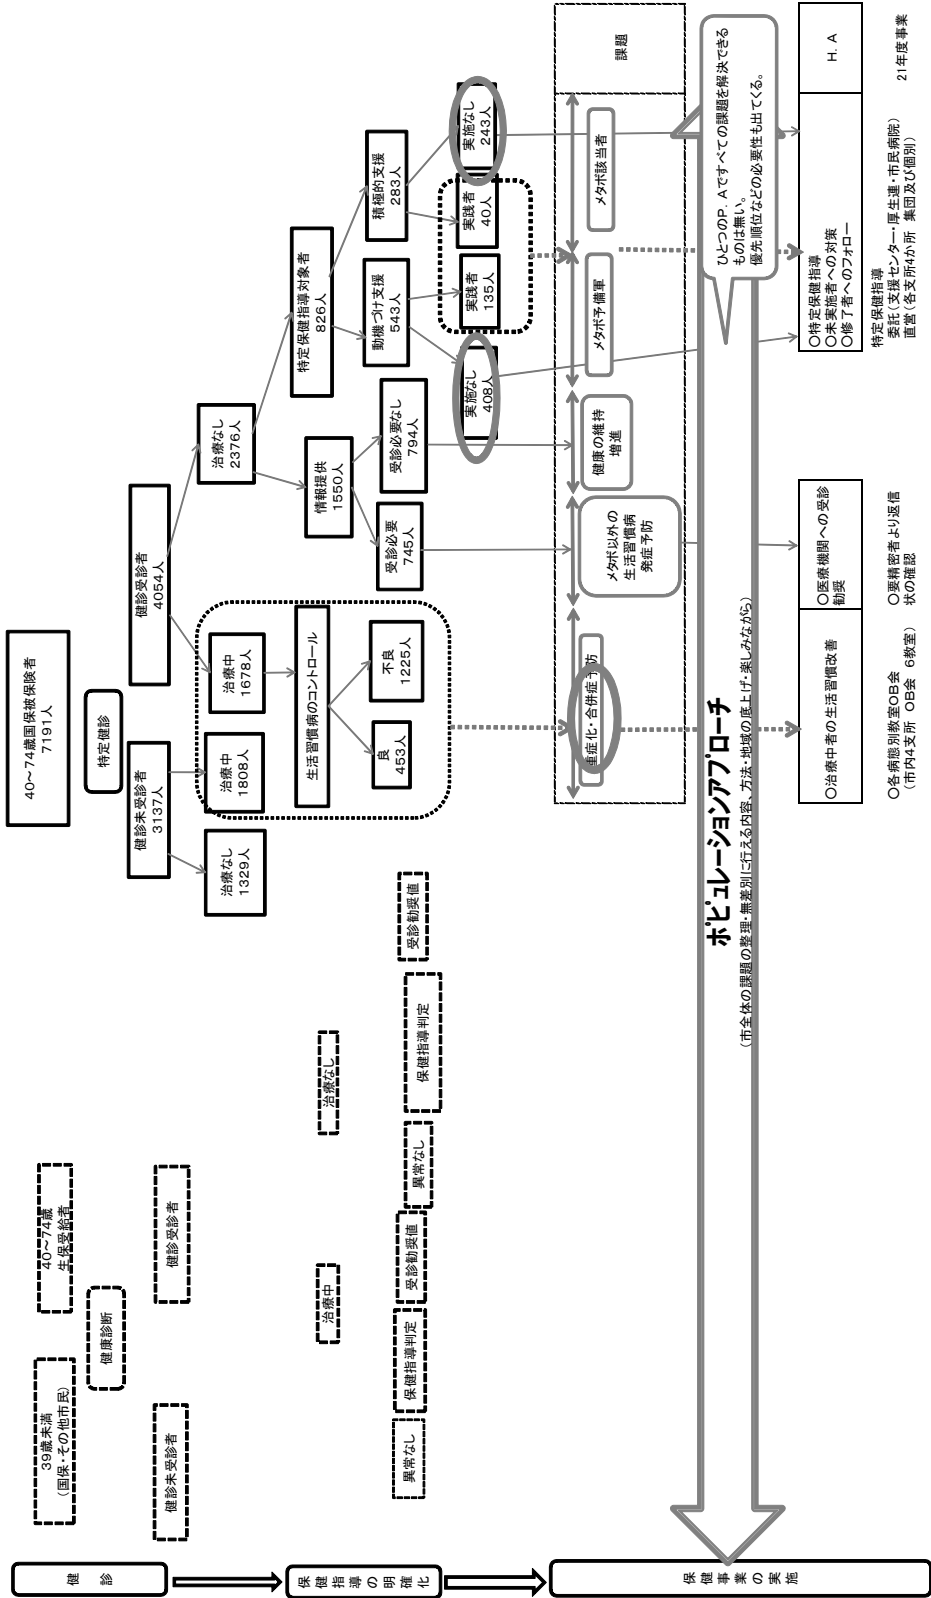 健　診
保健指導の明確化
保健事業の実施
39歳未満
（国保・その他市民）
40～74歳
生保受給者
健康診断
健診未受診者
健診受診者
治療中
治療なし
異常なし
保健指導判定
受診勧奨値
異常なし
保健指導判定
受診勧奨値
40～74歳国保被保険者
7191人
特定健診
健診未受診者
3137人
健診受診者
4054人
治療なし
1329人
治療中
1808人
治療中
1678人
治療なし
2376人
生活習慣病のコントロール
良
453人
不良
1225人
情報提供
1550人
特定保健指導対象者
826人
受診必要
745人
受診必要なし
794人
動機づけ支援
543人
積極的支援
283人
実施なし
408人
実践者
135人
実践者
40人
実施なし
243人
重症化・合併症予防
メタボ以外の
生活習慣病
発症予防
健康の維持
増進
メタボ予備軍
メタボ該当者
課題
ポピュレーションアプローチ
（市全体の課題の整理・無差別に行える内容、方法・地域の底上げ・楽しみながら）
ひとつのP．Aですべての課題を解決できる
ものは無い。
優先順位などの必要性も出てくる。
○治療中者の生活習慣改善
○医療機関への受診
勧奨
○特定保健指導
○未実施者への対策
○修了者へのフォロー
H．A
○各病態別教室OB会
（市内4支所　OB会　6教室）
○要精密者より返信
状の確認
特定保健指導
委託（支援センター・厚生連・市民病院）
直営（各支所4か所　集団及び個別）
21年度事業